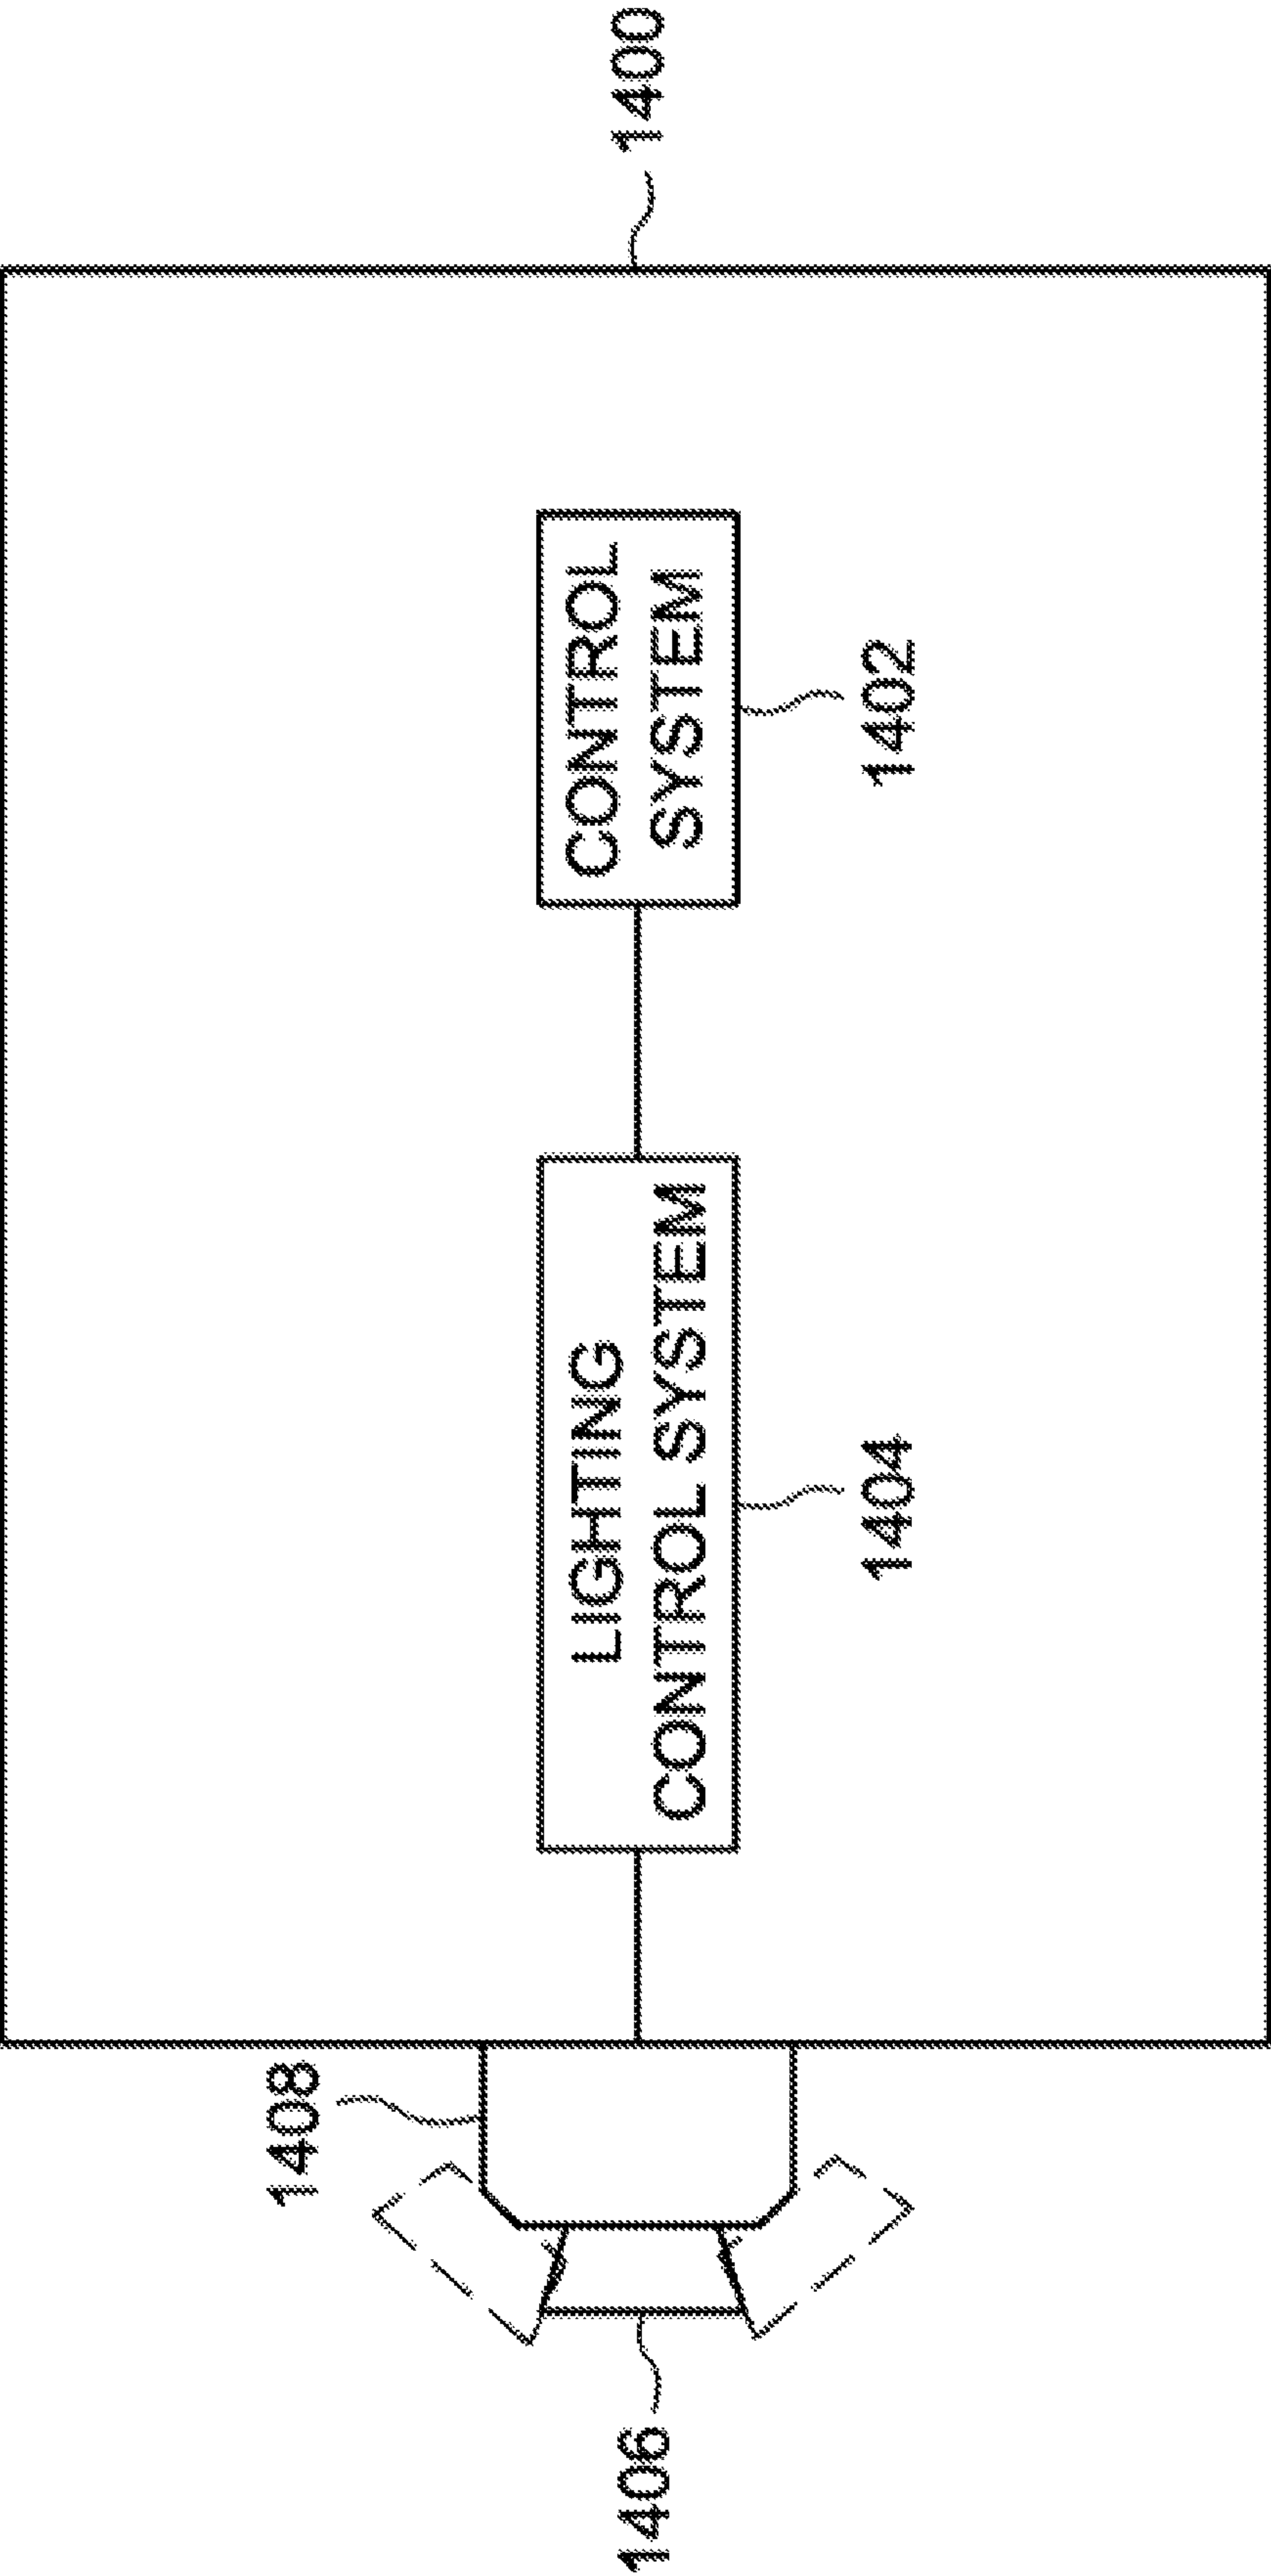 1400
CONTROL
SYSTEM
1402
LIGHTING
CONTROL SYSTEM
1404
1408
1406